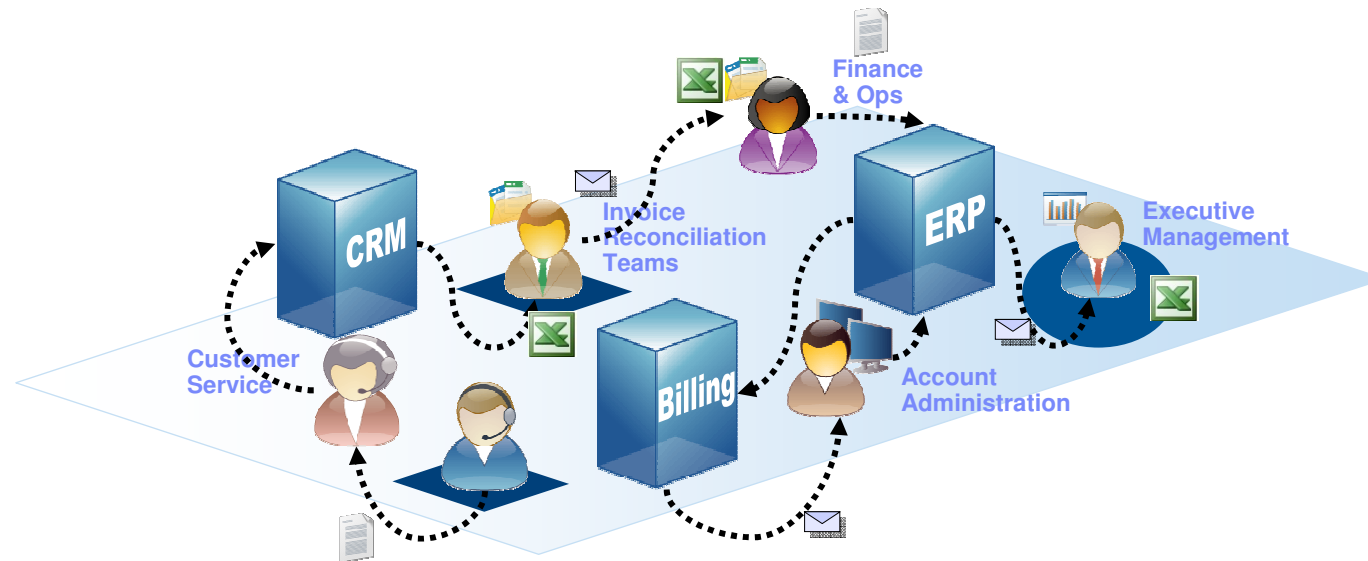 Finance
& Ops
CRM
Invoice
Reconciliation
Teams
ERP
Executive
Management
Customer
Service
Billing
Account
Administration